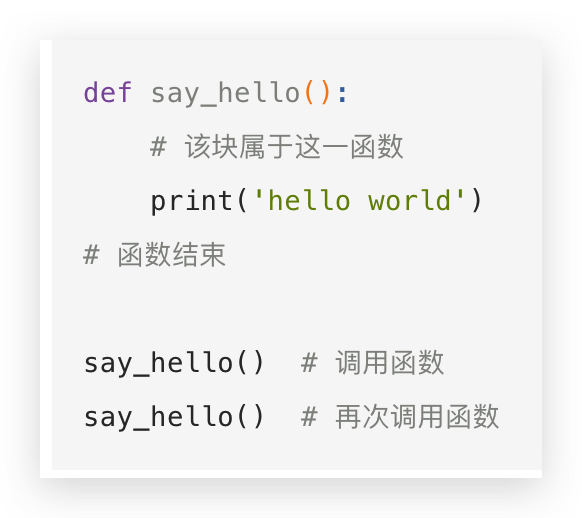 def say_hello():
    # 该块属于这一函数
    print('hello world')
# 函数结束

say_hello()  # 调用函数
say_hello()  # 再次调用函数